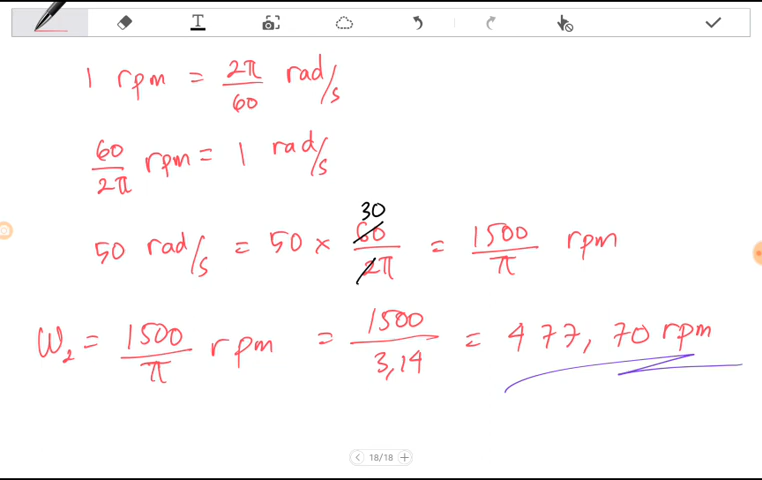 T
1 rpm = 2π/60 rad/s
60/2π rpm = 1 rad/s
30
50 rad/s = 50 × 60/2π = 1500/π rpm
W₂ = 1500/π rpm = 1500/3,14 = 477,70 rpm
18/18